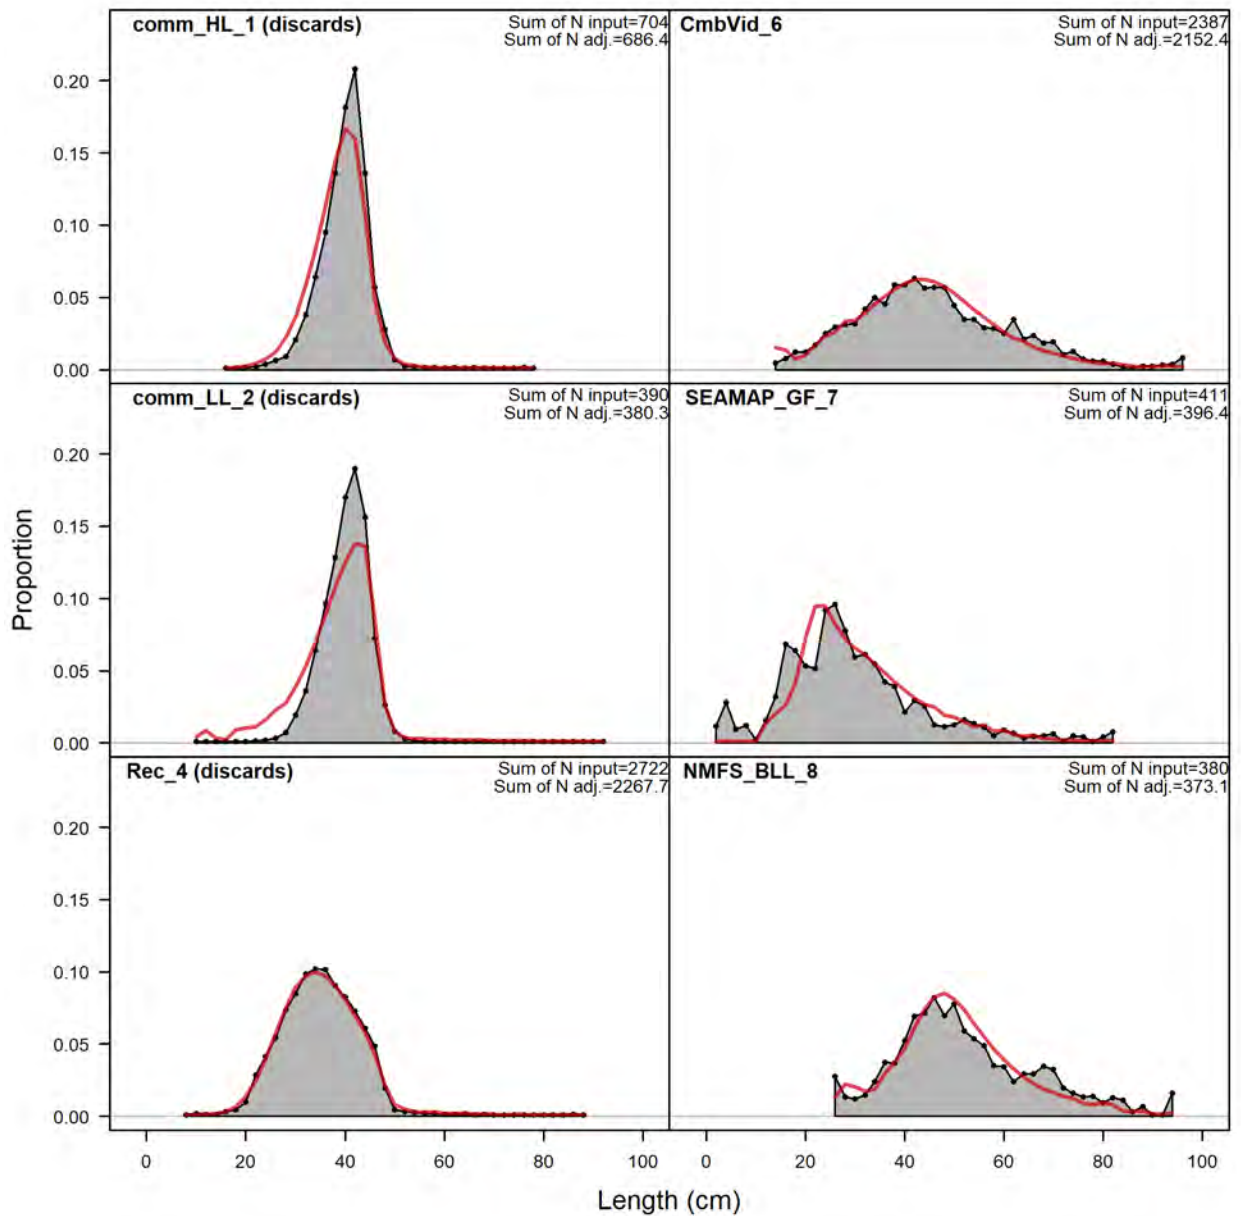 comm_HL_1 (discards)
Sum of N input=704
Sum of N adj.=686.4
0.20
0.15
0.10
0.05
0.00
CmbVid_6
Sum of N input=2387
Sum of N adj.=2152.4
comm_LL_2 (discards)
Sum of N input=390
Sum of N adj.=380.3
0.20
0.15
0.10
0.05
0.00
SEAMAP_GF_7
Sum of N input=411
Sum of N adj.=396.4
Proportion
Rec_4 (discards)
Sum of N input=2722
Sum of N adj.=2267.7
0.20
0.15
0.10
0.05
0.00
NMFS_BLL_8
Sum of N input=380
Sum of N adj.=373.1
0 20 40 60 80 100 0 20 40 60 80 100
Length (cm)